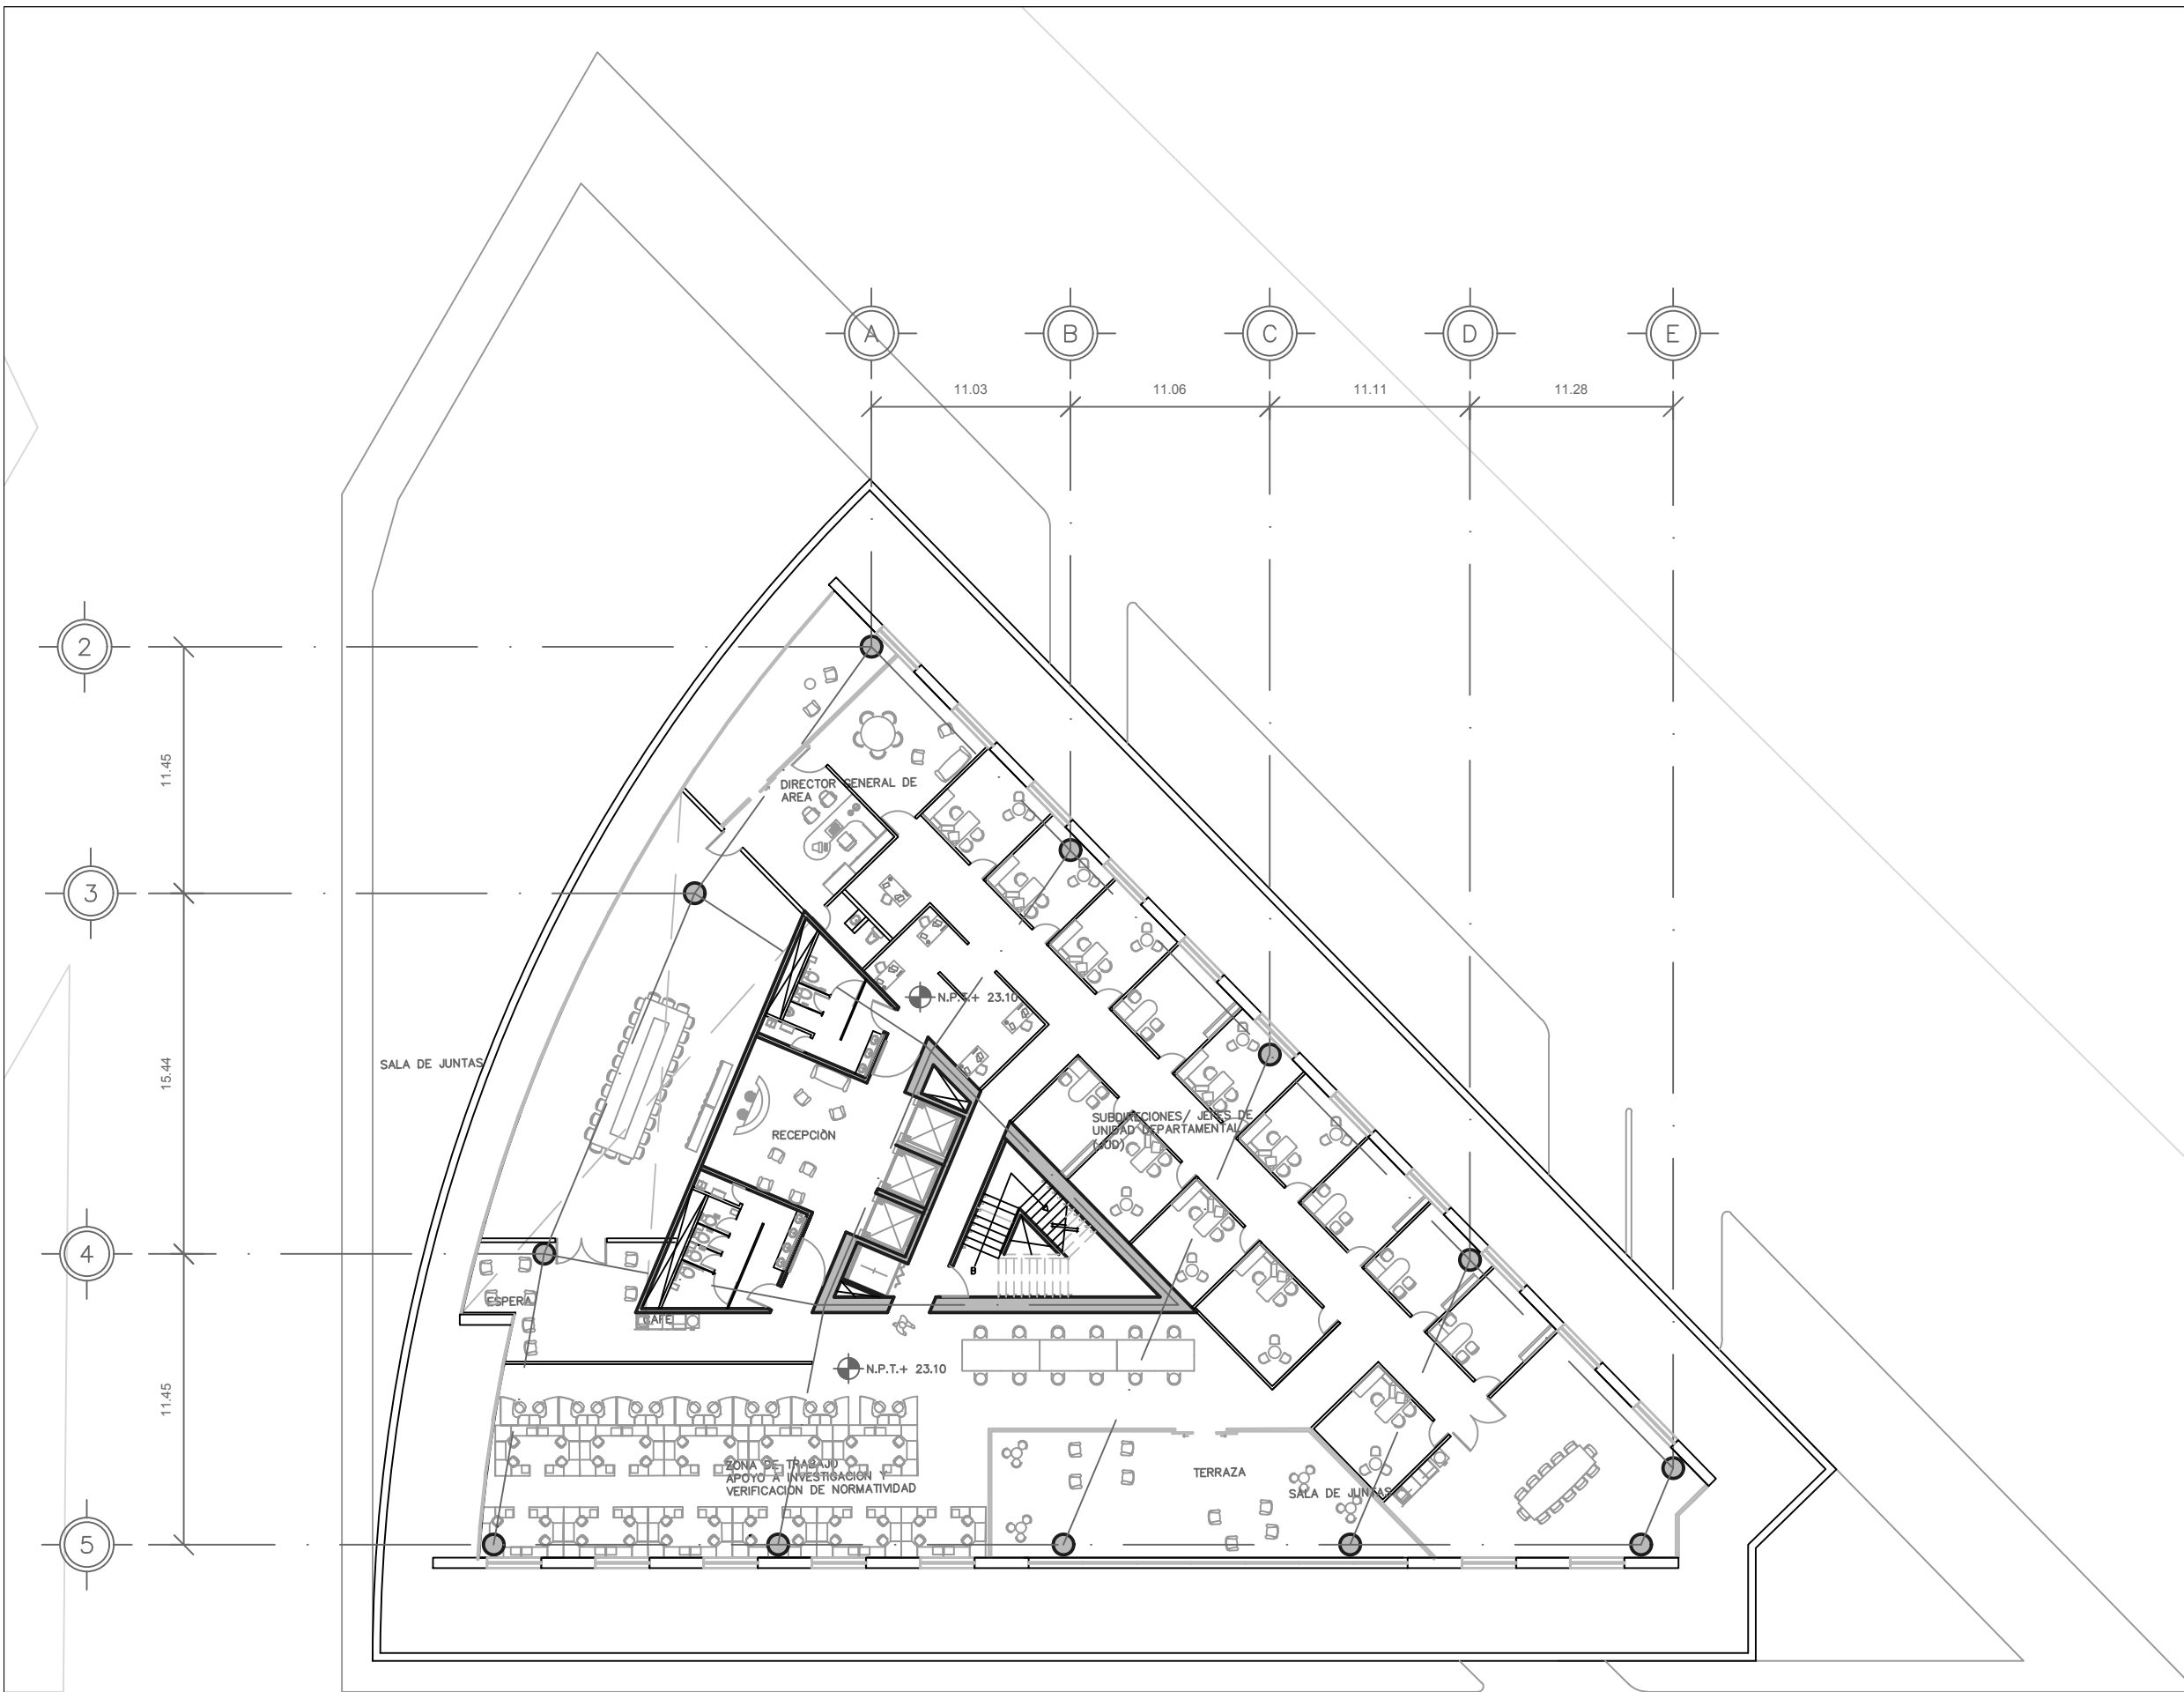 A
B
C
D
E
11.03
11.06
11.11
11.28
2
11.45
3
15.44
4
11.45
5
DIRECTOR GENERAL DE
AREA
N.P.T.+ 23.10
SALA DE JUNTAS
RECEPCIÒN
SUBDIRECIONES/ JEFES DE
UNIDAD DEPARTAMENTAL
(JUD)
B
ESPERA
CAFE
N.P.T.+ 23.10
ZONA DE TRABAJO
APOYO A INVESTIGACION Y
VERIFICACION DE NORMATIVIDAD
TERRAZA
SALA DE JUNTAS